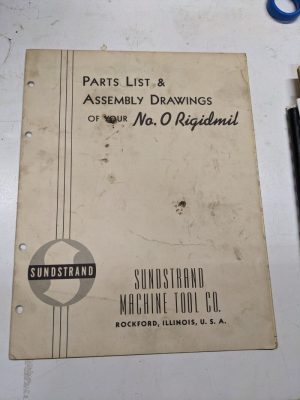 PARTS LIST &
ASSEMBLY DRAWINGS
OF YOUR No. 0 Rigidmil
SUNDSTRAND
SUNDSTRAND
MACHINE TOOL CO.
ROCKFORD, ILLINOIS, U. S. A.